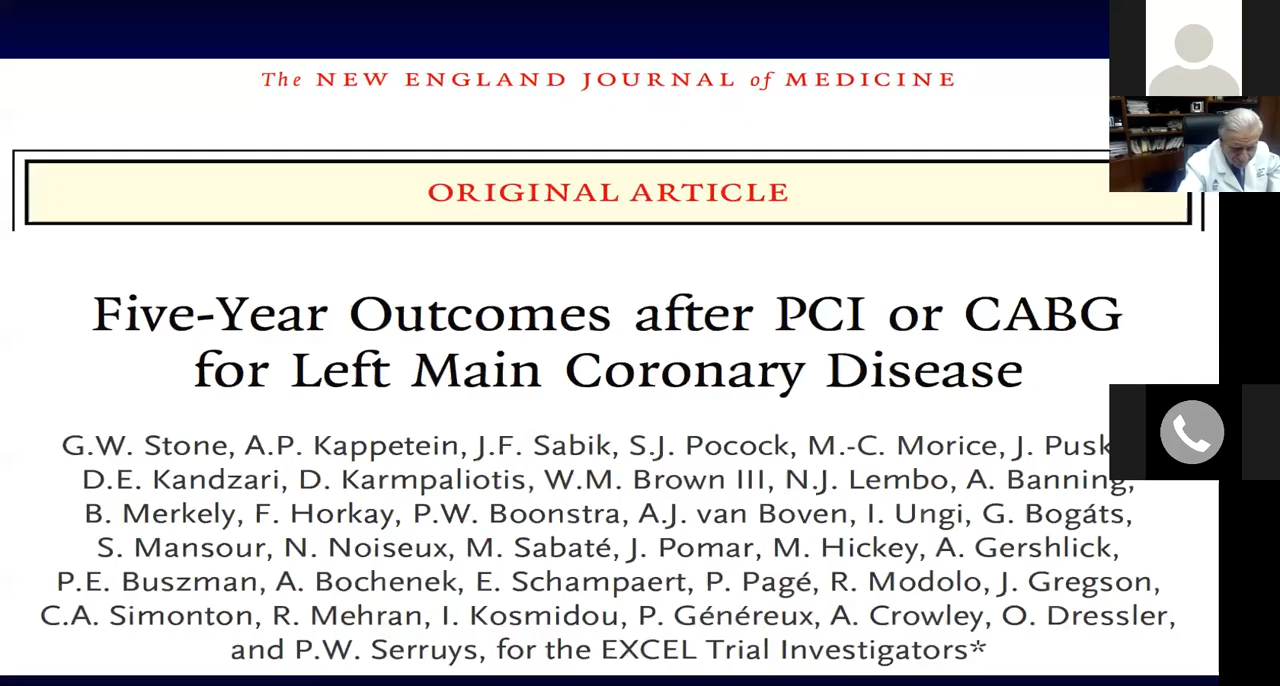 The NEW ENGLAND JOURNAL of MEDICINE
ORIGINAL ARTICLE
Five-Year Outcomes after PCI or CABG
for Left Main Coronary Disease
G.W. Stone, A.P. Kappetein, J.F. Sabik, S.J. Pocock, M.-C. Morice, J. Pusk
D.E. Kandzari, D. Karmpaliotis, W.M. Brown III, N.J. Lembo, A. Banning,
B. Merkely, F. Horkay, P.W. Boonstra, A.J. van Boven, I. Ungi, G. Bogáts,
S. Mansour, N. Noiseux, M. Sabaté, J. Pomar, M. Hickey, A. Gershlick,
P.E. Buszman, A. Bochenek, E. Schampaert, P. Pagé, R. Modolo, J. Gregson,
C.A. Simonton, R. Mehran, I. Kosmidou, P. Généreux, A. Crowley, O. Dressler,
and P.W. Serruys, for the EXCEL Trial Investigators*